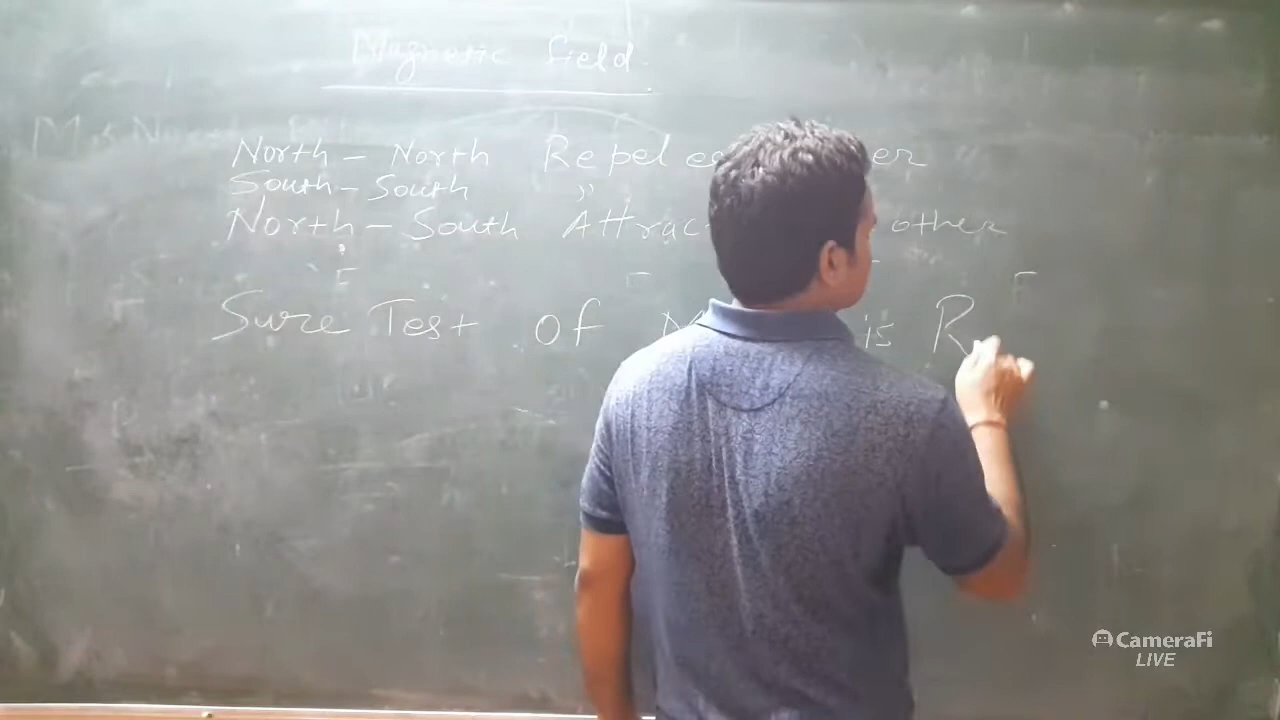 Magnetic field
North - North Repel
South - South "
North - South Attrac other
Sure Test of is R
CameraFi
LIVE